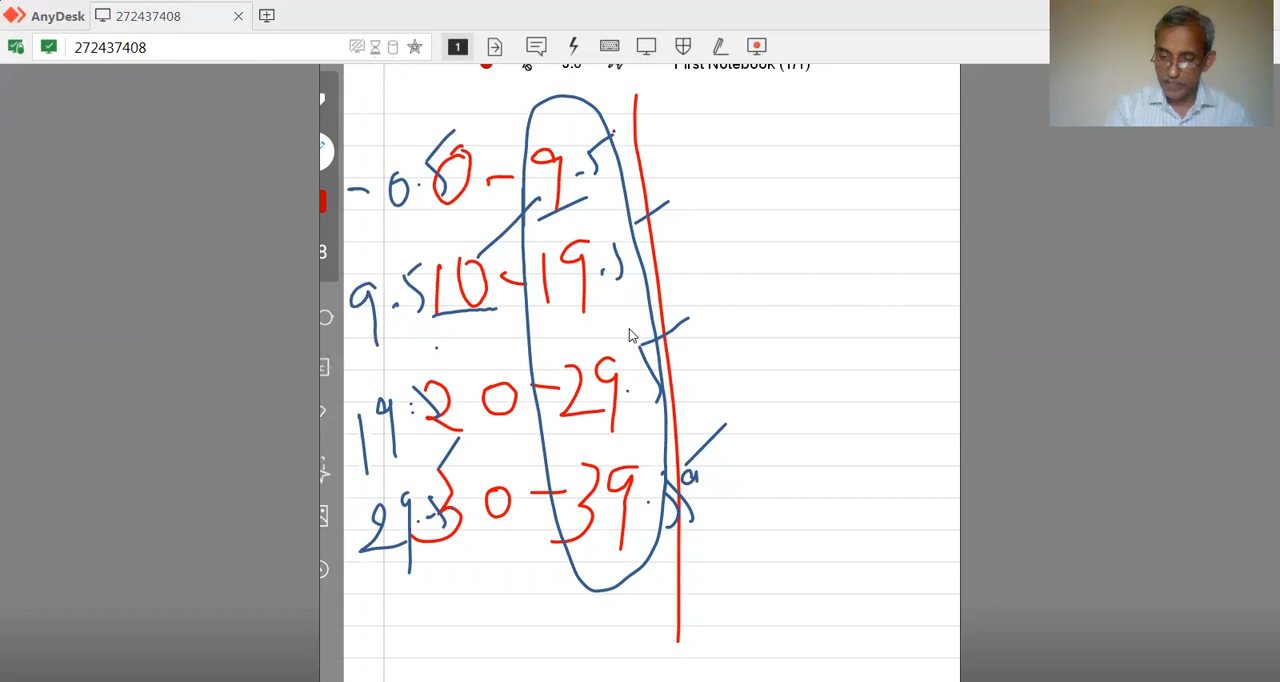 AnyDesk 272437408
272437408 1
First Notebook (1/1)
-0.5 0 - 9.5
9.5 10 - 19.5
19.5 20 - 29.5
29.5 30 - 39.5